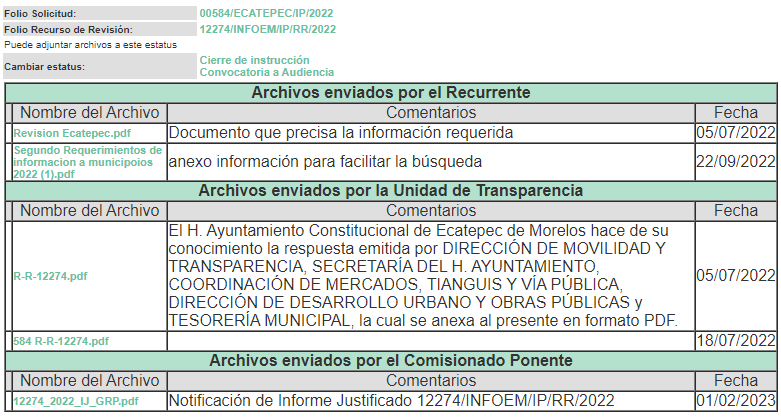 Folio Solicitud: 00584/ECATEPEC/IP/2022
Folio Recurso de Revisión: 12274/INFOEM/IP/RR/2022
Puede adjuntar archivos a este estatus
Cambiar estatus: Cierre de instrucción
Convocatoria a Audiencia
Archivos enviados por el Recurrente
Nombre del Archivo Comentarios Fecha
Revision Ecatepec.pdf Documento que precisa la información requerida 05/07/2022
Segundo Requerimientos de
informacion a municipoios
2022 (1).pdf anexo información para facilitar la búsqueda 22/09/2022
Archivos enviados por la Unidad de Transparencia
Nombre del Archivo Comentarios Fecha
R-R-12274.pdf El H. Ayuntamiento Constitucional de Ecatepec de Morelos hace de su
conocimiento la respuesta emitida por DIRECCIÓN DE MOVILIDAD Y
TRANSPARENCIA, SECRETARÍA DEL H. AYUNTAMIENTO,
COORDINACIÓN DE MERCADOS, TIANGUIS Y VÍA PÚBLICA,
DIRECCIÓN DE DESARROLLO URBANO Y OBRAS PÚBLICAS y
TESORERÍA MUNICIPAL, la cual se anexa al presente en formato PDF. 05/07/2022
584 R-R-12274.pdf 18/07/2022
Archivos enviados por el Comisionado Ponente
Nombre del Archivo Comentarios Fecha
12274_2022_IJ_GRP.pdf Notificación de Informe Justificado 12274/INFOEM/IP/RR/2022 01/02/2023